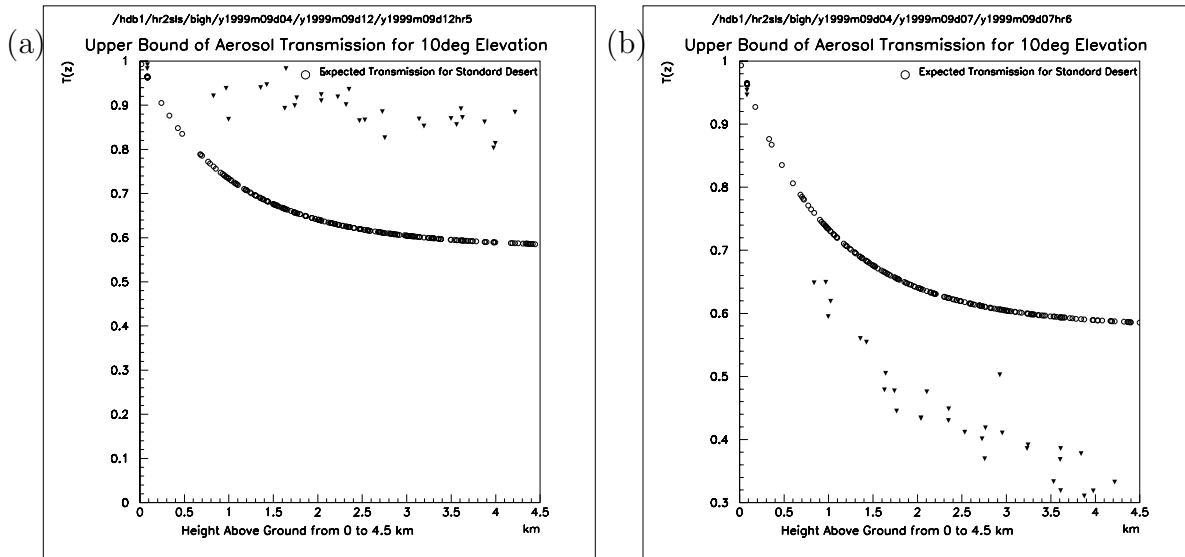 (a)
/hdb1/hr2sls/bigh/y1999m09d04/y1999m09d12/y1999m09d12hr5
Upper Bound of Aerosol Transmission for 10deg Elevation
T(z)
Expected Transmission for Standard Desert
1
0.9
0.8
0.7
0.6
0.5
0.4
0.3
0.2
0.1
0
0 0.5 1 1.5 2 2.5 3 3.5 4 4.5
km
Height Above Ground from 0 to 4.5 km
(b)
/hdb1/hr2sls/bigh/y1999m09d04/y1999m09d07/y1999m09d07hr6
Upper Bound of Aerosol Transmission for 10deg Elevation
T(z)
Expected Transmission for Standard Desert
1
0.9
0.8
0.7
0.6
0.5
0.4
0.3
0 0.5 1 1.5 2 2.5 3 3.5 4 4.5
km
Height Above Ground from 0 to 4.5 km